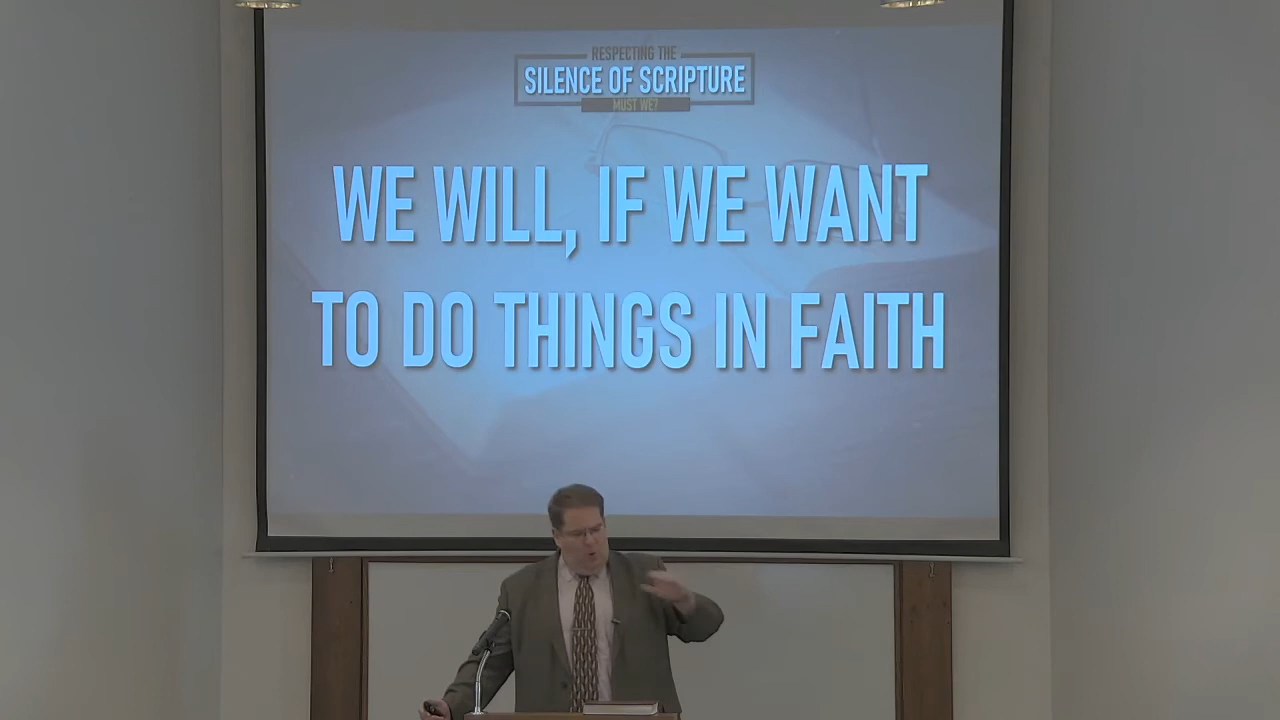 RESPECTING THE
SILENCE OF SCRIPTURE
MUST WE?
WE WILL, IF WE WANT
TO DO THINGS IN FAITH